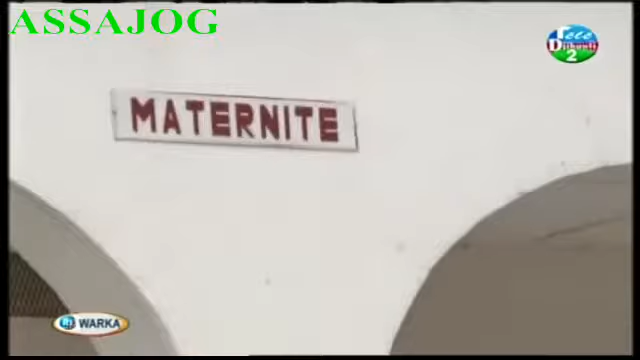 ASSAJOG
Tele
Djibouti
2
MATERNITE
WARKA